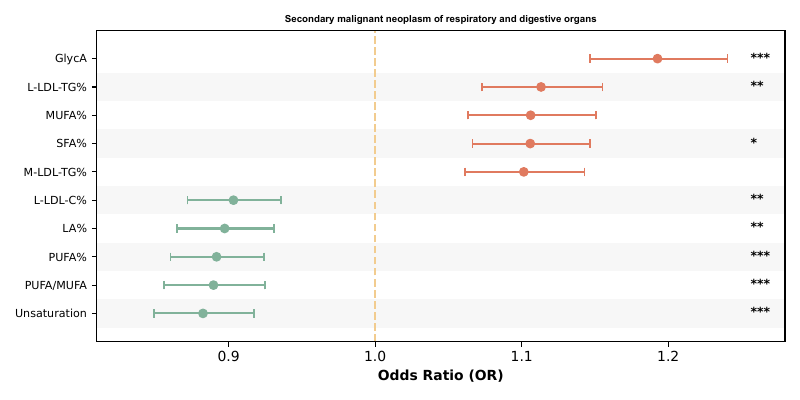 Secondary malignant neoplasm of respiratory and digestive organs
GlycA ***
L-LDL-TG% **
MUFA%
SFA% *
M-LDL-TG%
L-LDL-C% **
LA% **
PUFA% ***
PUFA/MUFA ***
Unsaturation ***
0.9 1.0 1.1 1.2
Odds Ratio (OR)